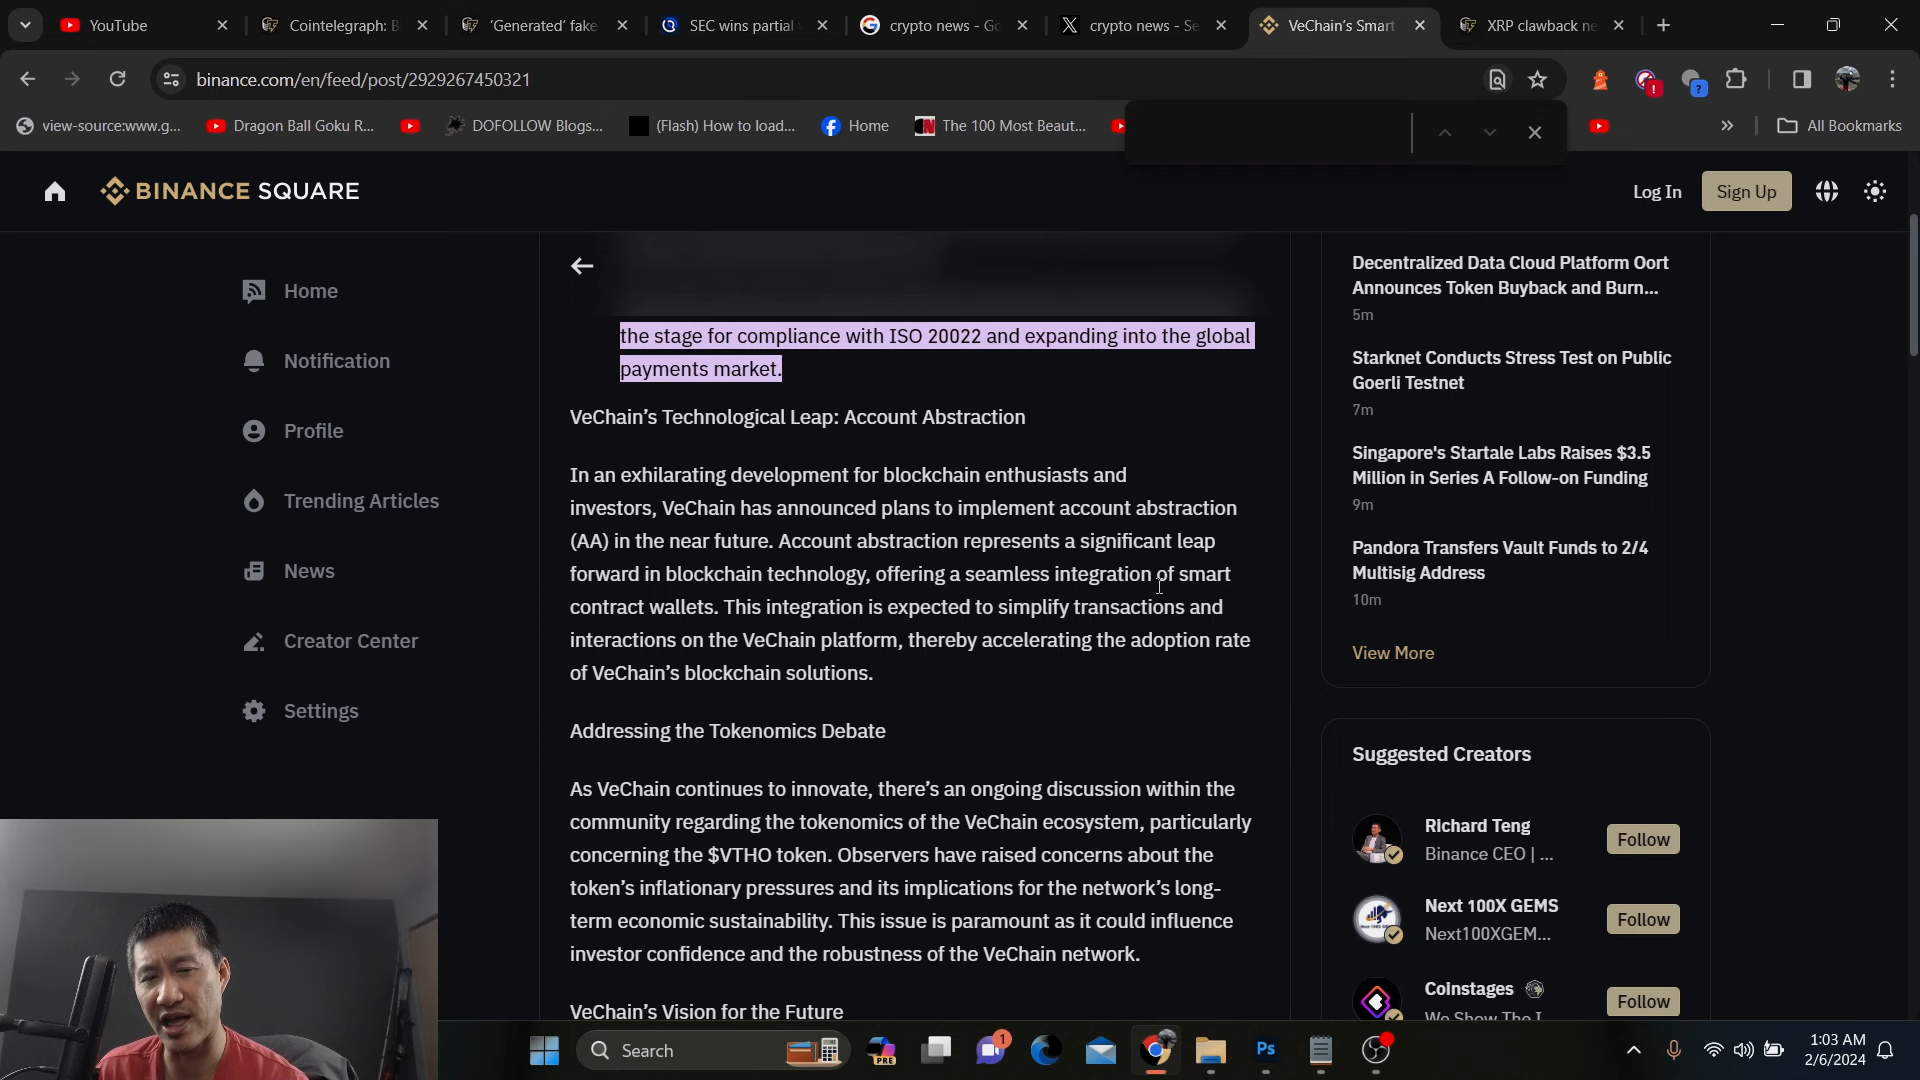 YouTube
Cointelegraph: B
'Generated' fake
SEC wins partial
crypto news - Go
crypto news - Se
VeChain's Smart
XRP clawback ne
binance.com/en/feed/post/2929267450321
view-source:www.g...
Dragon Ball Goku R...
DOFOLLOW Blogs...
(Flash) How to load...
Home
The 100 Most Beaut...
All Bookmarks
BINANCE SQUARE
Log In
Sign Up
Home
Notification
Profile
Trending Articles
News
Creator Center
Settings
the stage for compliance with ISO 20022 and expanding into the global
payments market.
VeChain's Technological Leap: Account Abstraction
In an exhilarating development for blockchain enthusiasts and
investors, VeChain has announced plans to implement account abstraction
(AA) in the near future. Account abstraction represents a significant leap
forward in blockchain technology, offering a seamless integration of smart
contract wallets. This integration is expected to simplify transactions and
interactions on the VeChain platform, thereby accelerating the adoption rate
of VeChain's blockchain solutions.
Addressing the Tokenomics Debate
As VeChain continues to innovate, there's an ongoing discussion within the
community regarding the tokenomics of the VeChain ecosystem, particularly
concerning the $VTHO token. Observers have raised concerns about the
token's inflationary pressures and its implications for the network's long-
term economic sustainability. This issue is paramount as it could influence
investor confidence and the robustness of the VeChain network.
VeChain's Vision for the Future
Decentralized Data Cloud Platform Oort
Announces Token Buyback and Burn...
5m
Starknet Conducts Stress Test on Public
Goerli Testnet
7m
Singapore's Startale Labs Raises $3.5
Million in Series A Follow-on Funding
9m
Pandora Transfers Vault Funds to 2/4
Multisig Address
10m
View More
Suggested Creators
Richard Teng
Binance CEO | ...
Follow
Next 100X GEMS
Next100XGEM...
Follow
Coinstages
We Show The I
Follow
Search
PRE
1
Ps
1:03 AM
2/6/2024